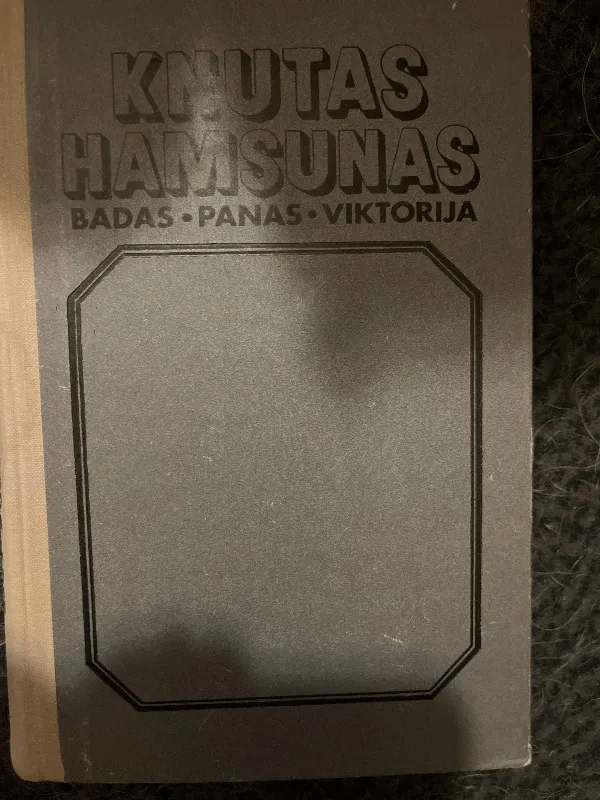 KNUTAS
HAMSUNAS
BADAS • PANAS • VIKTORIJA